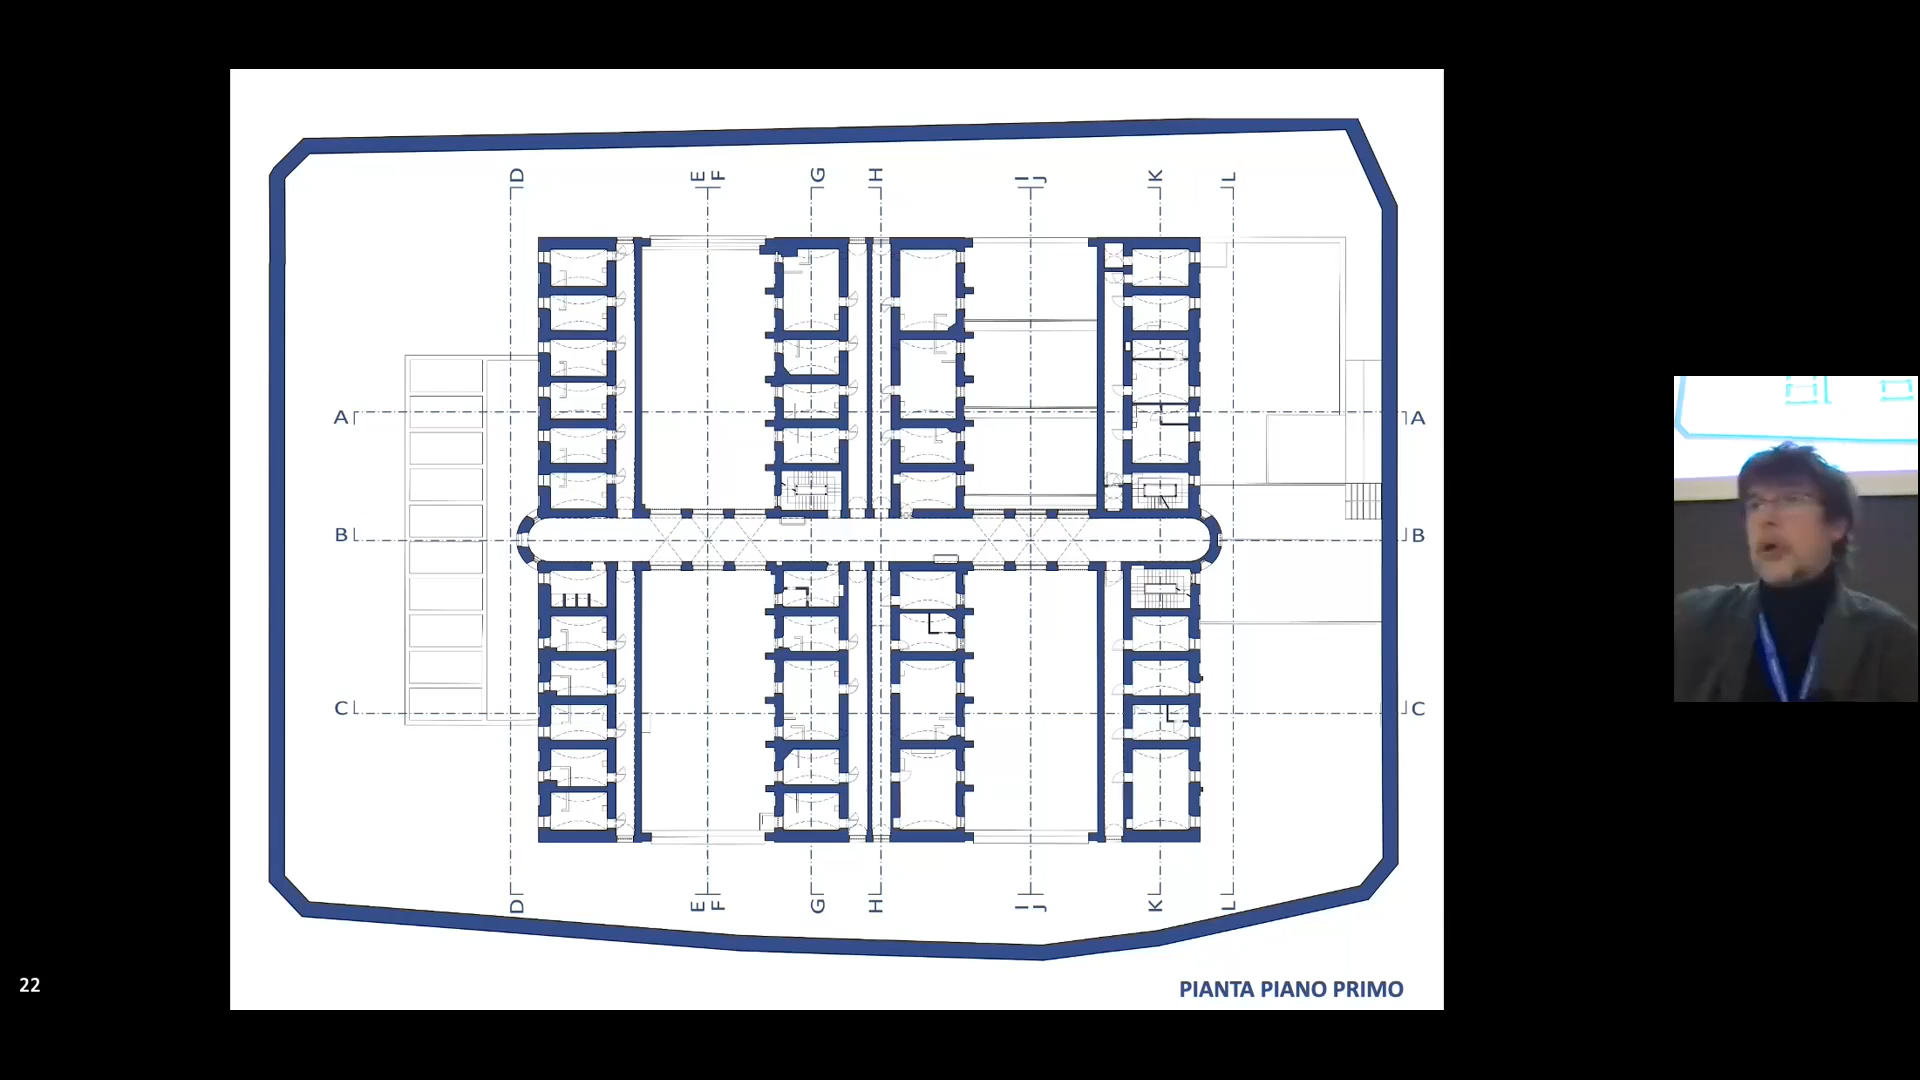 D E F G H I J K L
A A
B B
C C
D E F G H I J K L
22
PIANTA PIANO PRIMO